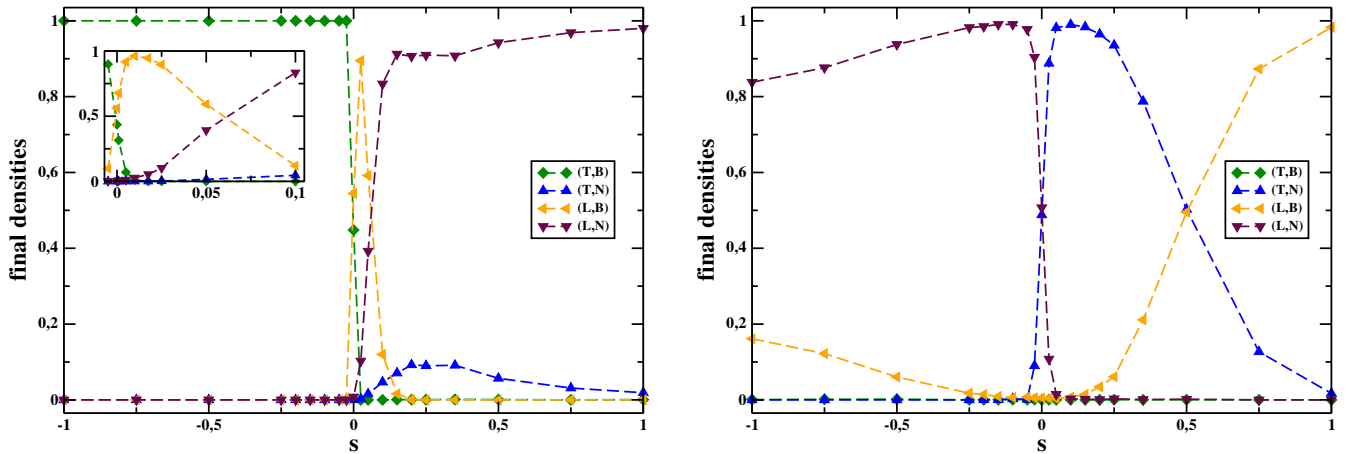 1
0,8
0,6
0,4
0,2
0
final densities
-1
-0,5
0
0,5
1
s
1
0,5
0
0
0,05
0,1
(T,B)
(T,N)
(L,B)
(L,N)
1
0,8
0,6
0,4
0,2
0
final densities
-1
-0,5
0
0,5
1
s
(T,B)
(T,N)
(L,B)
(L,N)